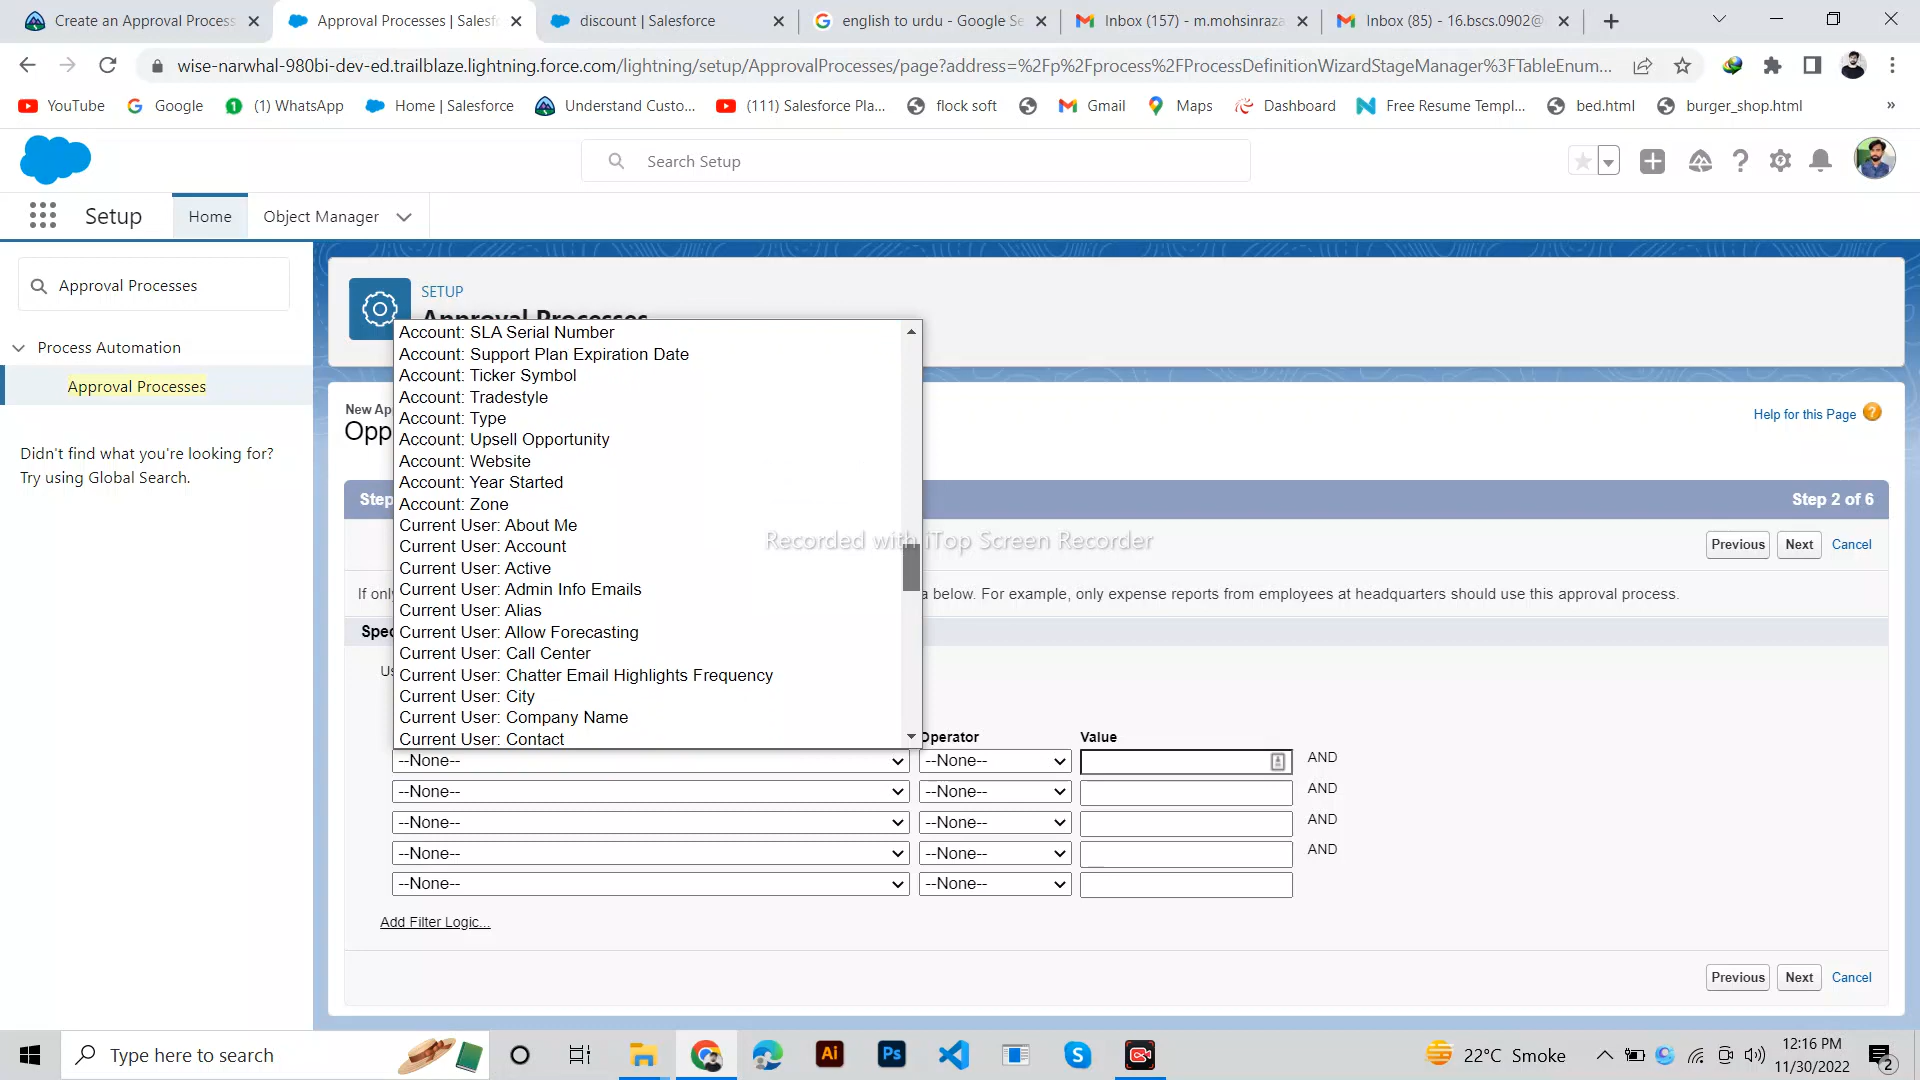 Create an Approval Process
Approval Processes | Salesf
discount | Salesforce
english to urdu - Google Se
Inbox (157) - m.mohsinraza
Inbox (85) - 16.bscs.0902@
wise-narwhal-980bi-dev-ed.trailblaze.lightning.force.com/lightning/setup/ApprovalProcesses/page?address=%2Fp%2Fprocess%2FProcessDefinitionWizardStageManager%3FTableEnum...
YouTube
Google
(1) WhatsApp
Home | Salesforce
Understand Custo...
(111) Salesforce Pla...
flock soft
Gmail
Maps
Dashboard
Free Resume Templ...
bed.html
burger_shop.html
»
Search Setup
Setup
Home
Object Manager
Approval Processes
Process Automation
Approval Processes
Didn't find what you're looking for?
Try using Global Search.
SETUP
Approval Processes
New Ap
Opp
Help for this Page
Step
Step 2 of 6
Previous
Next
Cancel
If onl
a below. For example, only expense reports from employees at headquarters should use this approval process.
Spec
Us
Account: SLA Serial Number
Account: Support Plan Expiration Date
Account: Ticker Symbol
Account: Tradestyle
Account: Type
Account: Upsell Opportunity
Account: Website
Account: Year Started
Account: Zone
Current User: About Me
Current User: Account
Current User: Active
Current User: Admin Info Emails
Current User: Alias
Current User: Allow Forecasting
Current User: Call Center
Current User: Chatter Email Highlights Frequency
Current User: City
Current User: Company Name
Current User: Contact
Recorded with iTop Screen Recorder
Operator
Value
--None--
--None--
AND
--None--
--None--
AND
--None--
--None--
AND
--None--
--None--
AND
--None--
--None--
Add Filter Logic...
Previous
Next
Cancel
Type here to search
Ai
Ps
22°C Smoke
12:16 PM
11/30/2022
2